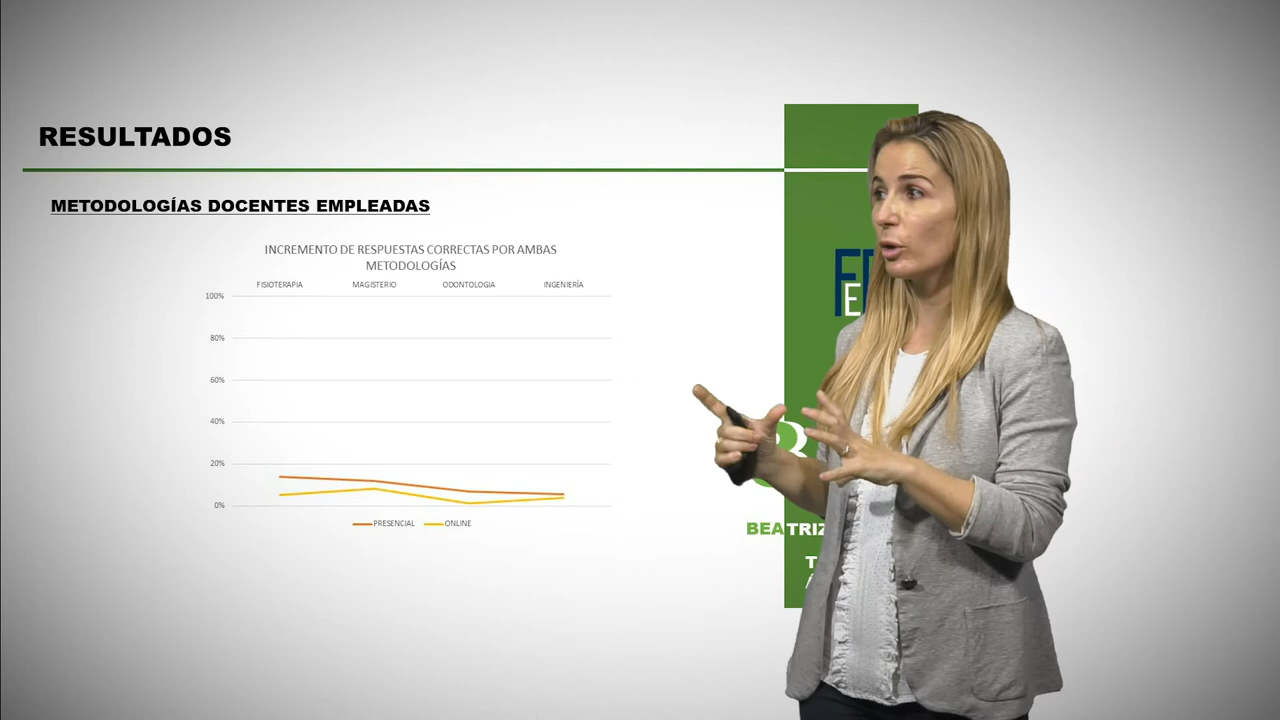 RESULTADOS
METODOLOGÍAS DOCENTES EMPLEADAS
INCREMENTO DE RESPUESTAS CORRECTAS POR AMBAS
METODOLOGÍAS
FISIOTERAPIA MAGISTERIO ODONTOLOGIA INGENIERÍA
100%
80%
60%
40%
20%
0%
PRESENCIAL ONLINE
BEATRIZ